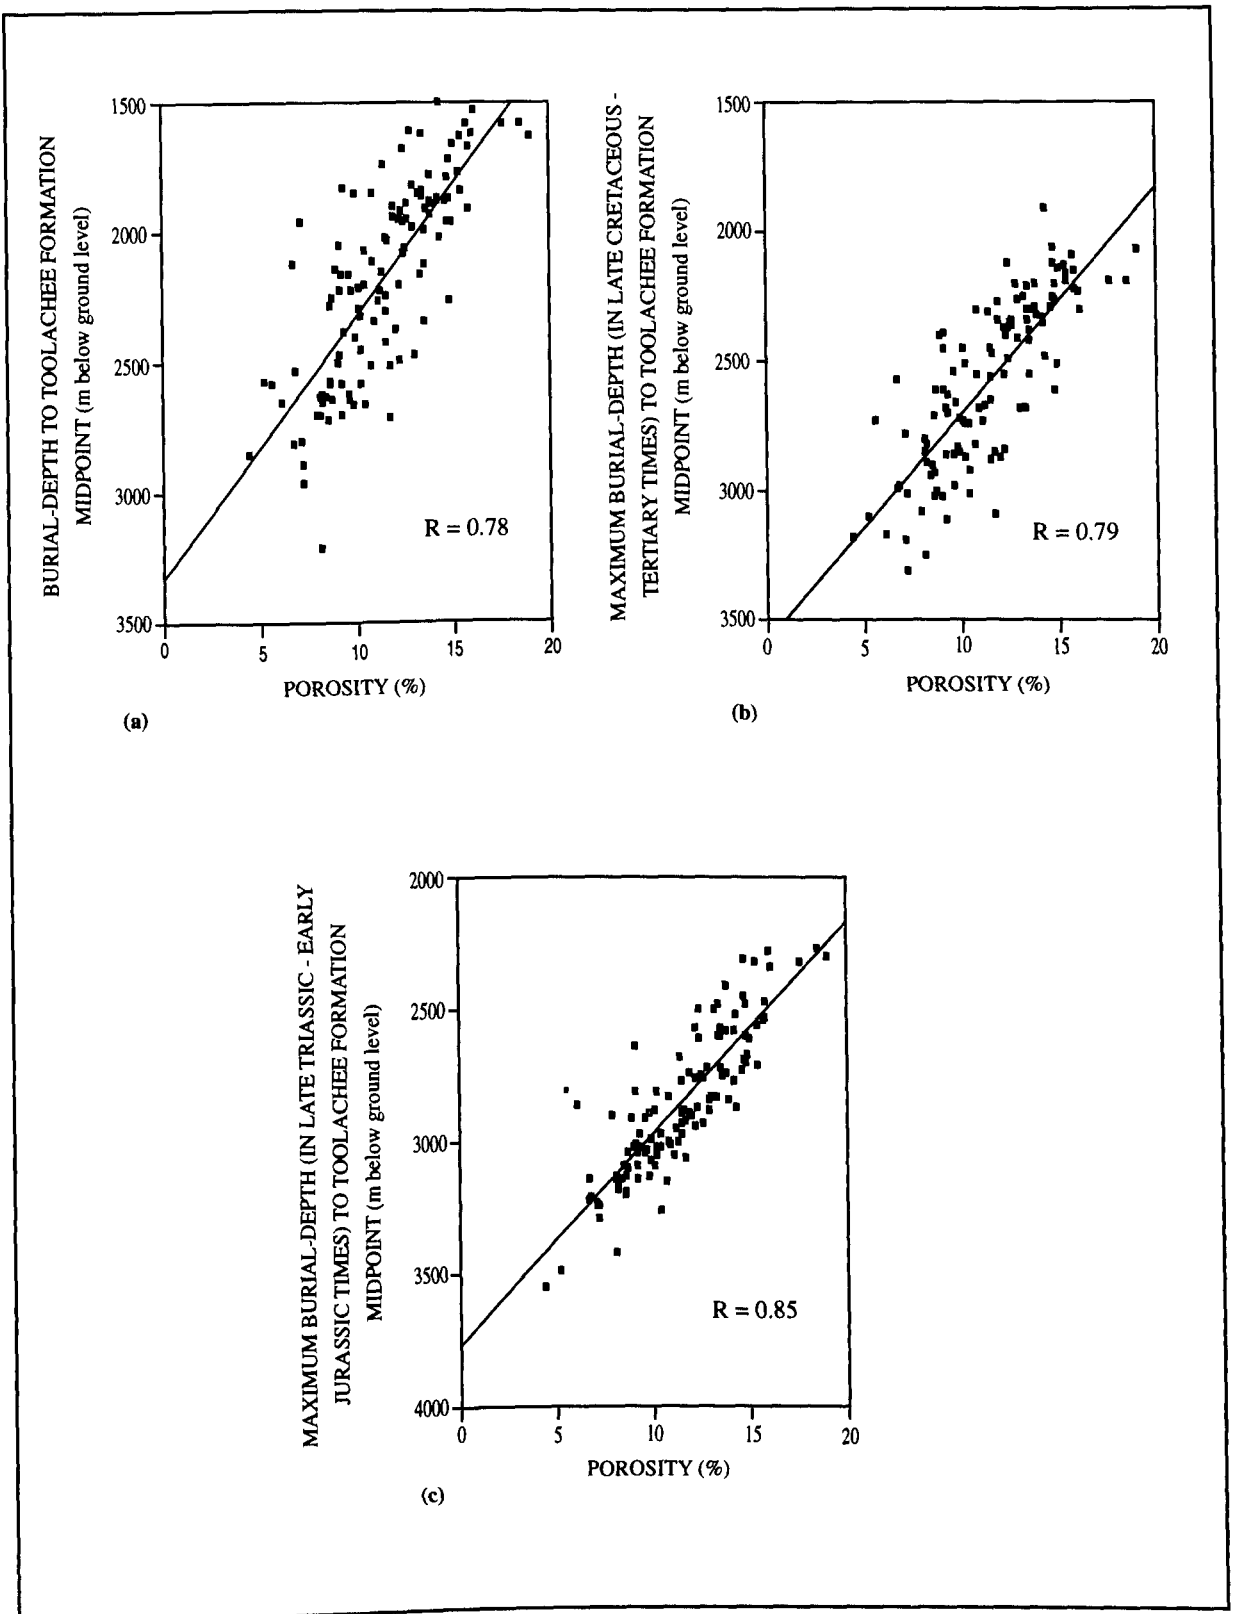 BURIAL-DEPTH TO TOOLACHEE FORMATION
MIDPOINT (m below ground level)
1500
2000
2500
3000
3500
0
5
10
15
20
R = 0.78
POROSITY (%)
(a)
MAXIMUM BURIAL-DEPTH (IN LATE CRETACEOUS -
TERTIARY TIMES) TO TOOLACHEE FORMATION
MIDPOINT (m below ground level)
1500
2000
2500
3000
3500
0
5
10
15
20
R = 0.79
POROSITY (%)
(b)
MAXIMUM BURIAL-DEPTH (IN LATE TRIASSIC - EARLY
JURASSIC TIMES) TO TOOLACHEE FORMATION
MIDPOINT (m below ground level)
2000
2500
3000
3500
4000
0
5
10
15
20
R = 0.85
POROSITY (%)
(c)